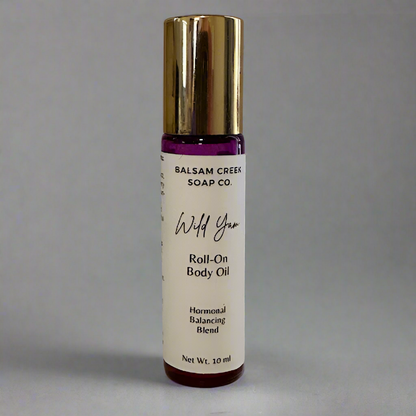 BALSAM CREEK
SOAP CO.
Wild Yam
Roll-On
Body Oil
Hormonal
Balancing
Blend
Net Wt. 10 ml